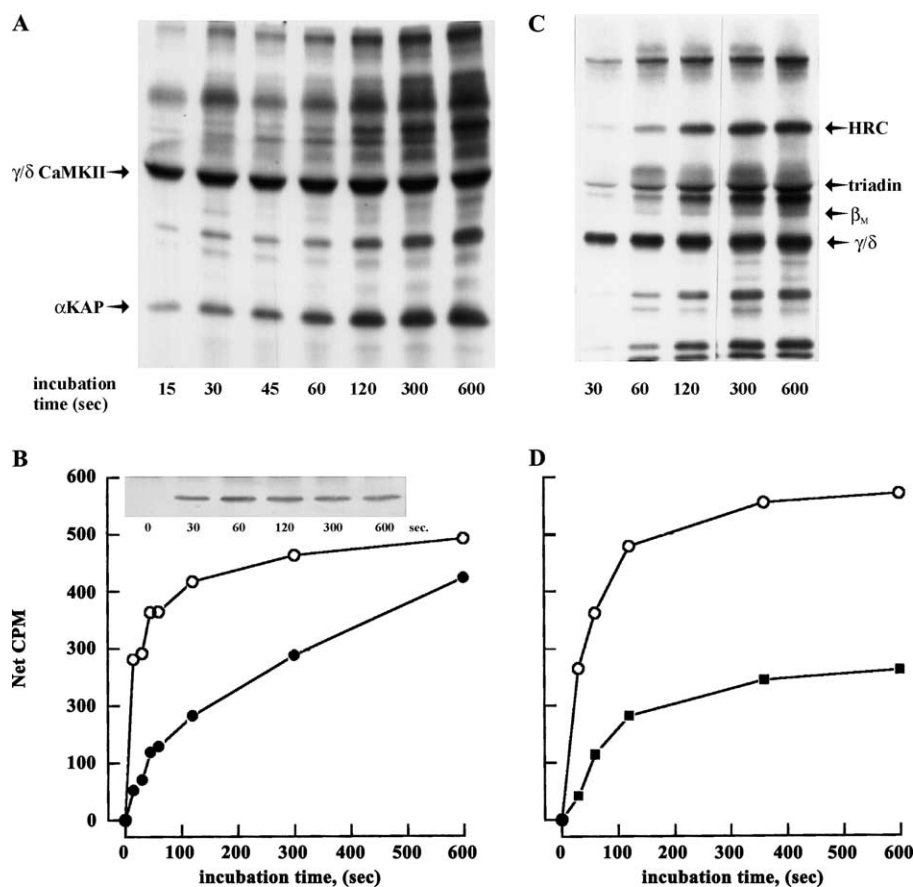 A
γ/δ CaMKII
αKAP
incubation
time (sec)
15 30 45 60 120 300 600
C
HRC
triadin
βM
γ/δ
30 60 120 300 600
B
600
500
400
300
300
100
0
Net CPM
0 30 60 120 300 600 sec.
0 100 200 300 400 500 600
incubation time, (sec)
D
0 100 200 300 400 500 600
incubation time, (sec)